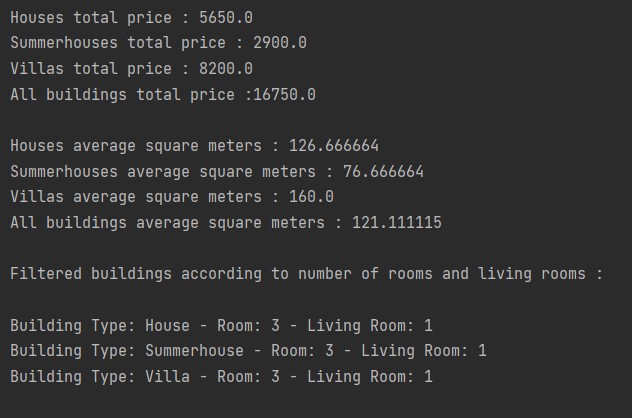 Houses total price : 5650.0
Summerhouses total price : 2900.0
Villas total price : 8200.0
All buildings total price :16750.0
Houses average square meters : 126.666664
Summerhouses average square meters : 76.666664
Villas average square meters : 160.0
All buildings average square meters : 121.111115
Filtered buildings according to number of rooms and living rooms :
Building Type: House - Room: 3 - Living Room: 1
Building Type: Summerhouse - Room: 3 - Living Room: 1
Building Type: Villa - Room: 3 - Living Room: 1